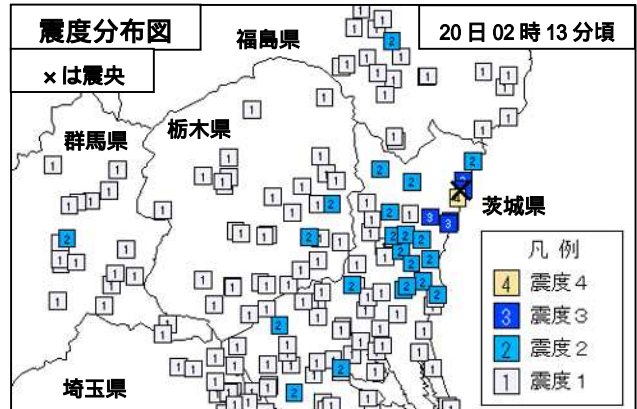 震度分布図
20日02時13分頃
×は震央
福島県
群馬県
栃木県
茨城県
埼玉県
凡例
4 震度4
3 震度3
2 震度2
1 震度1